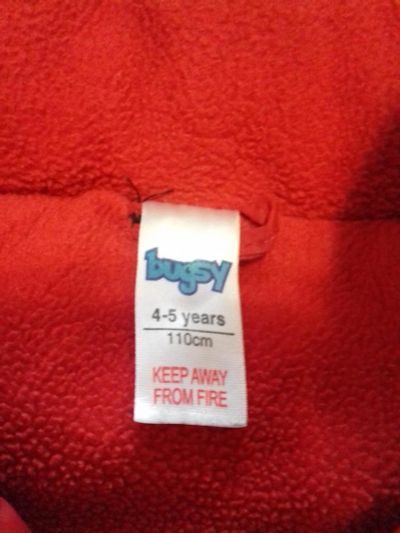 bugsy
4-5 years
110cm
KEEP AWAY
FROM FIRE